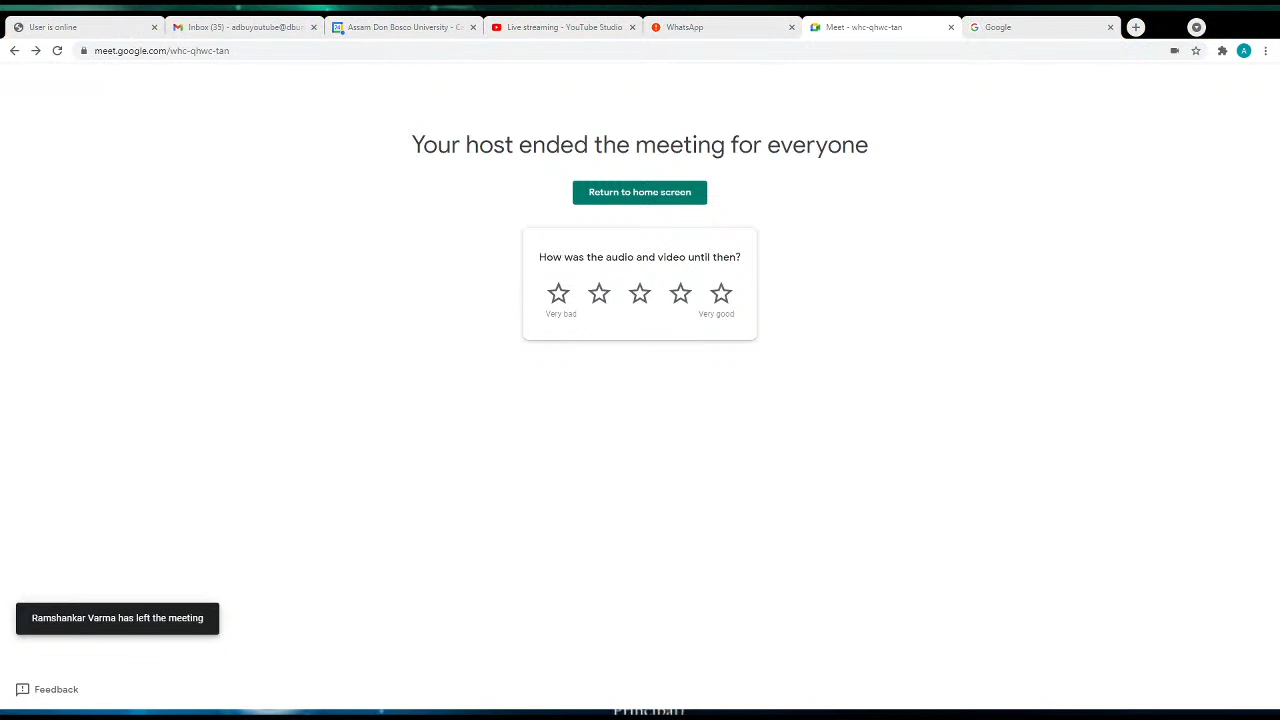 User is online
Inbox (35) - adbuyoutube@dbu
Assam Don Bosco University - Ca
Live streaming - YouTube Studio
WhatsApp
Meet - whc-qhwc-tan
Google
meet.google.com/whc-qhwc-tan
A
Your host ended the meeting for everyone
Return to home screen
How was the audio and video until then?
Very bad
Very good
Ramshankar Varma has left the meeting
Feedback